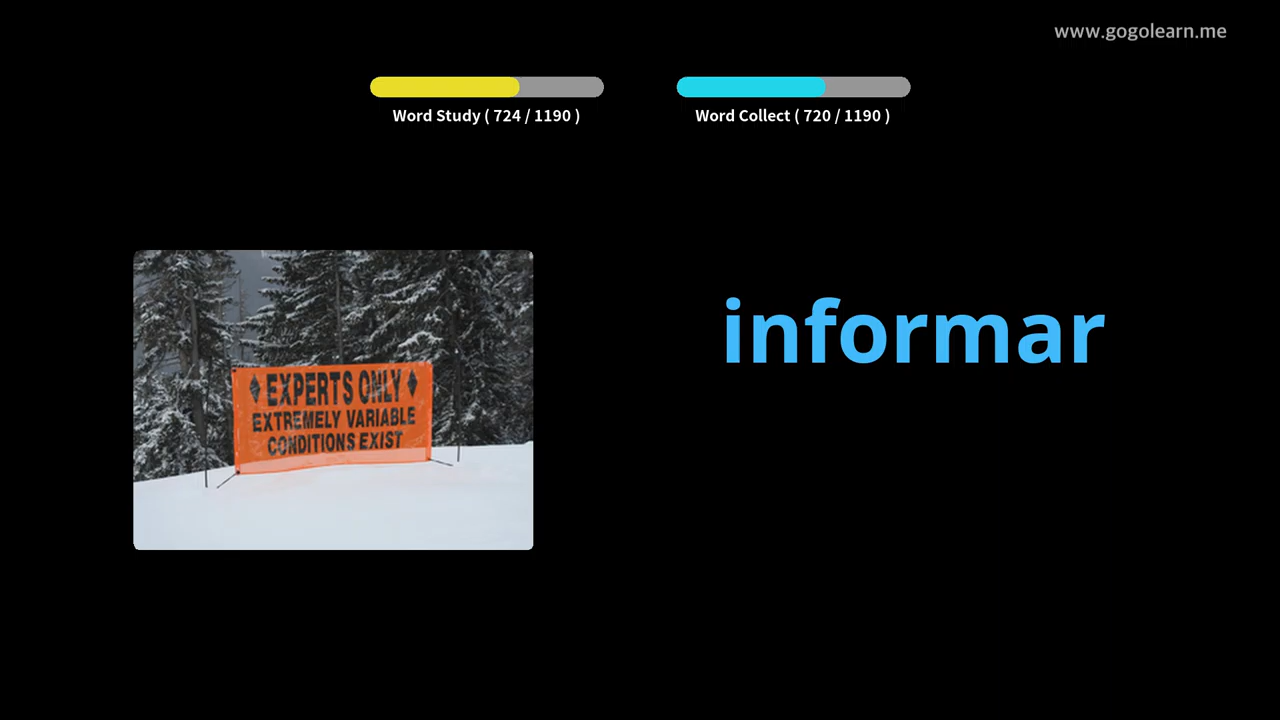 www.gogolearn.me
Word Study ( 724 / 1190 )
Word Collect ( 720 / 1190 )
informar
EXPERTS ONLY
EXTREMELY VARIABLE
CONDITIONS EXIST